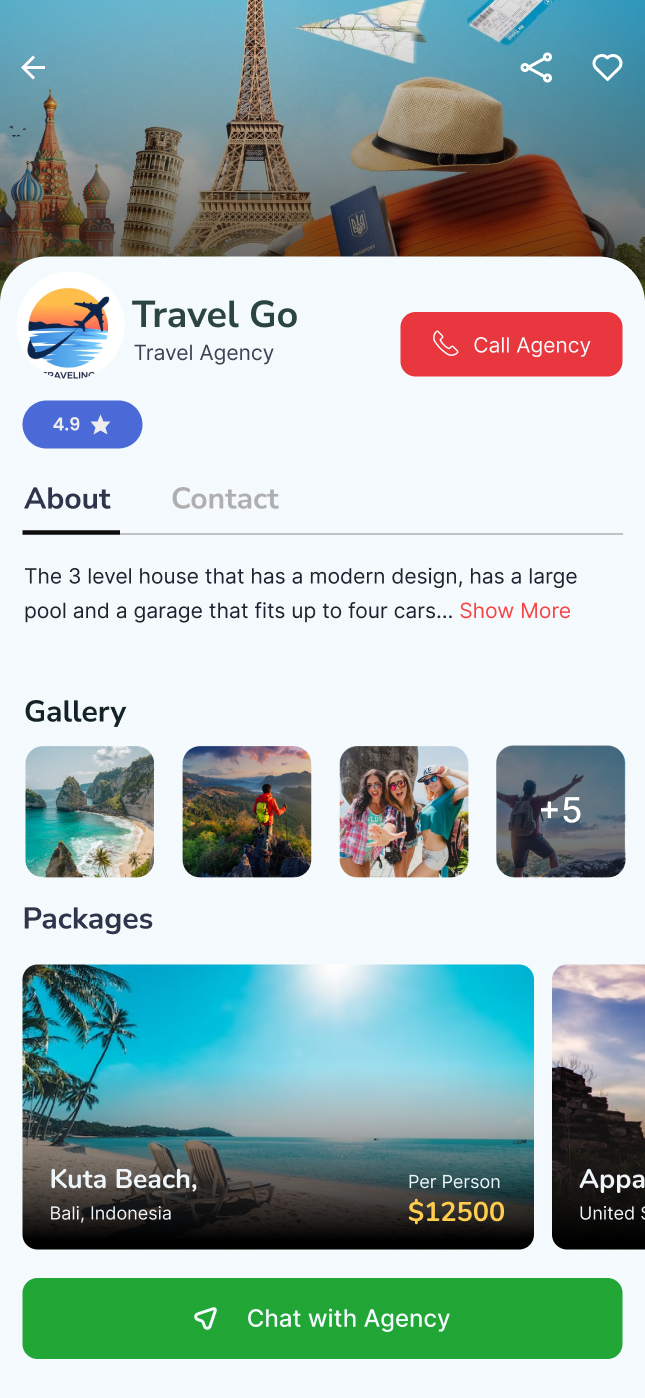 Travel Go
Travel Agency
Call Agency
4.9
About
Contact
The 3 level house that has a modern design, has a large
pool and a garage that fits up to four cars... Show More
Gallery
+5
Packages
Kuta Beach,
Bali, Indonesia
Per Person
$12500
Appa
United
Chat with Agency